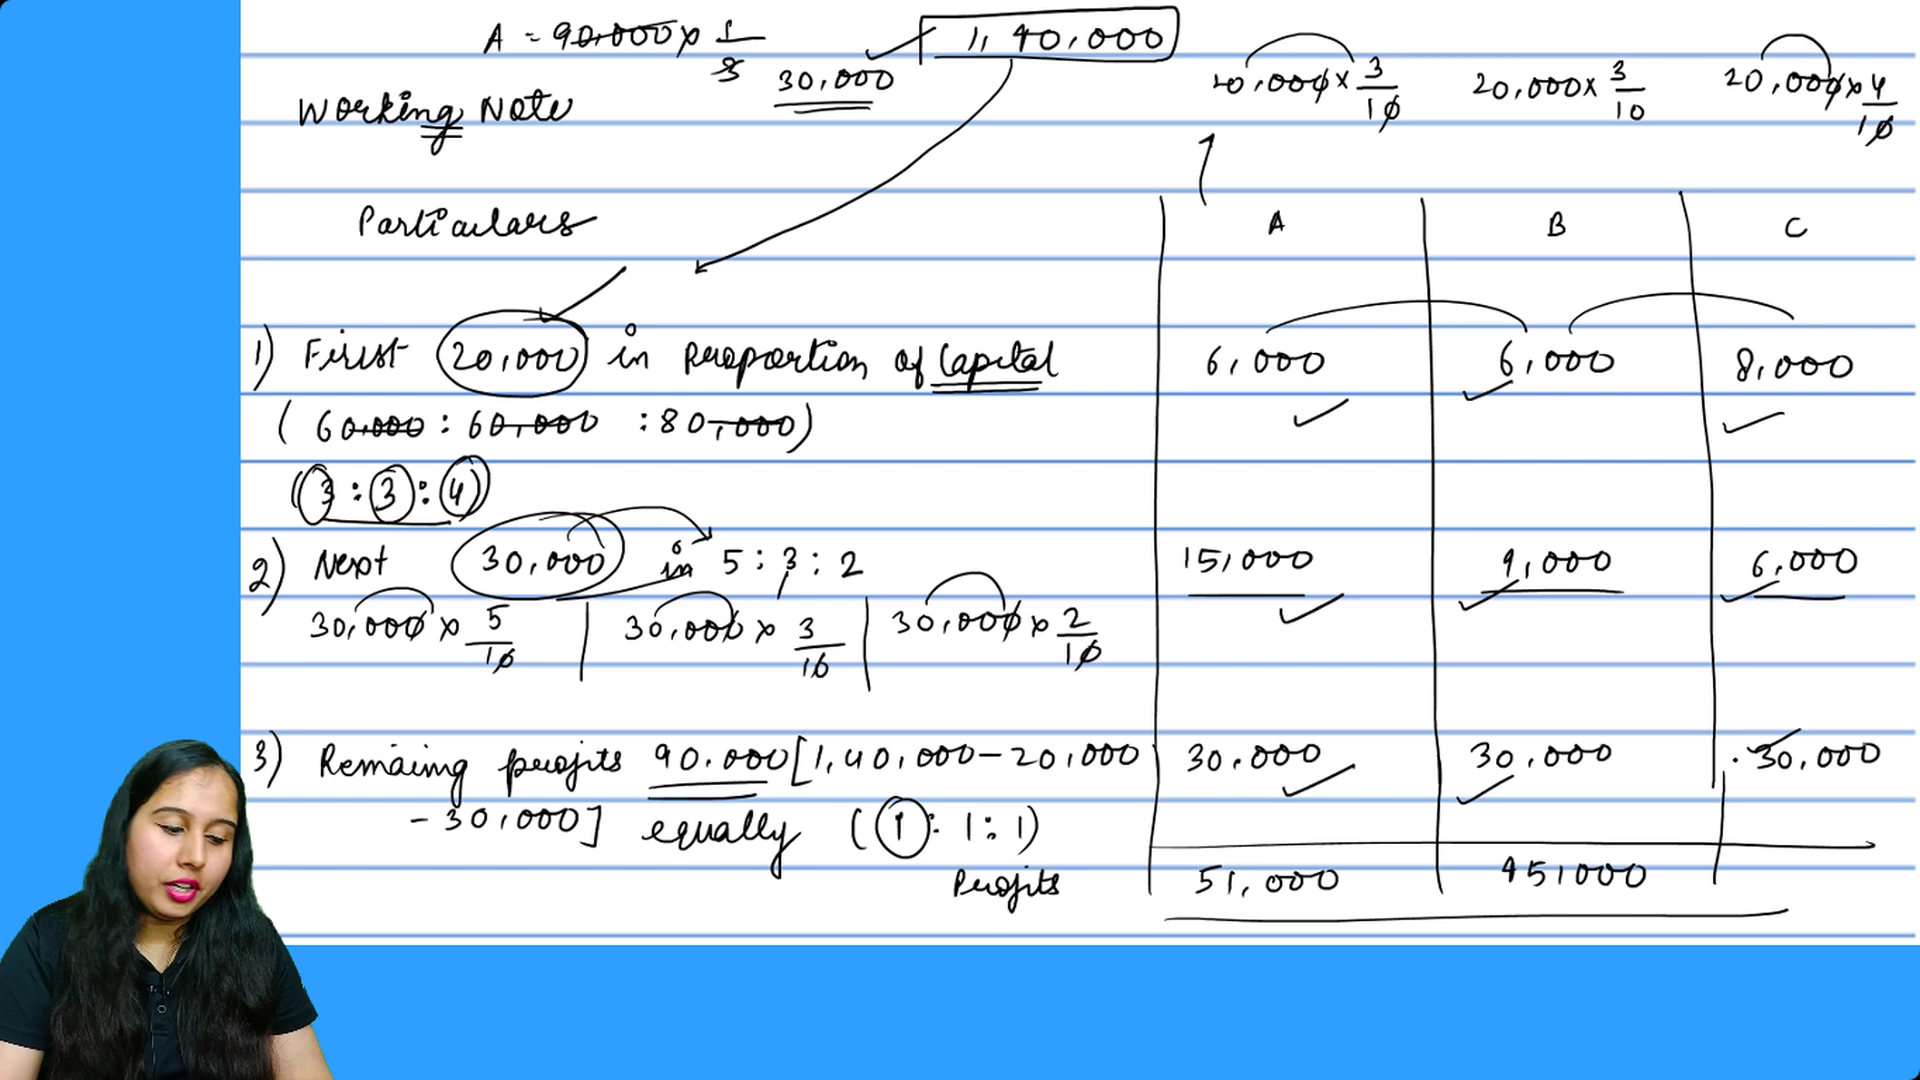 A = 90,000 x 1/3 30,000
1,40,000
20,000 x 3/10 20,000 x 3/10 20,000 x 4/10
Working Note
Particulars A B C
1) First 20,000 in Proportion of Capital 6,000 6,000 8,000
(60,000 : 60,000 : 80,000)
(3 : 3 : 4)
2) Next 30,000 in 5 : 3 : 2 15,000 9,000 6,000
30,000 x 5/10 | 30,000 x 3/10 | 30,000 x 2/10
3) Remaing profits 90,000 [1,40,000 - 20,000 30,000 30,000 30,000
- 30,000] equally (1 : 1 : 1)
Profits 51,000 45,000